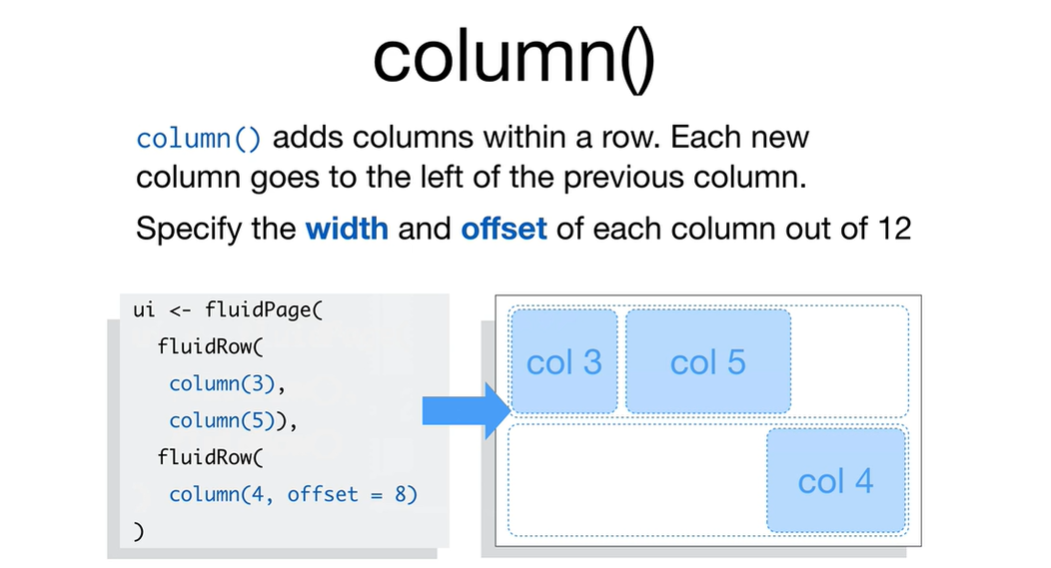 column()
column() adds columns within a row. Each new
column goes to the left of the previous column.
Specify the width and offset of each column out of 12
ui <- fluidPage(
  fluidRow(
   column(3),
   column(5)),
  fluidRow(
   column(4, offset = 8)
)
col 3
col 5
col 4